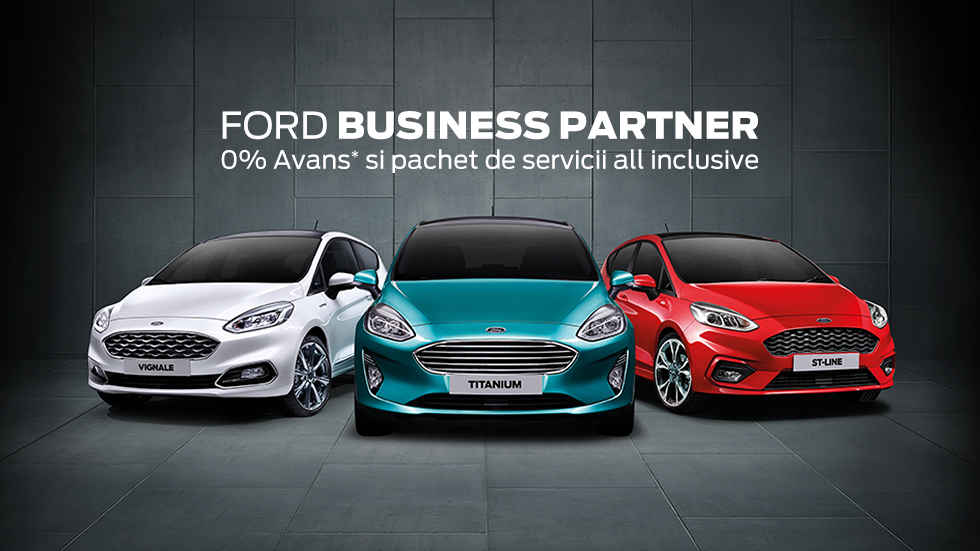 FORD BUSINESS PARTNER
0% Avans* si pachet de servicii all inclusive
VIGNALE
TITANIUM
ST-LINE